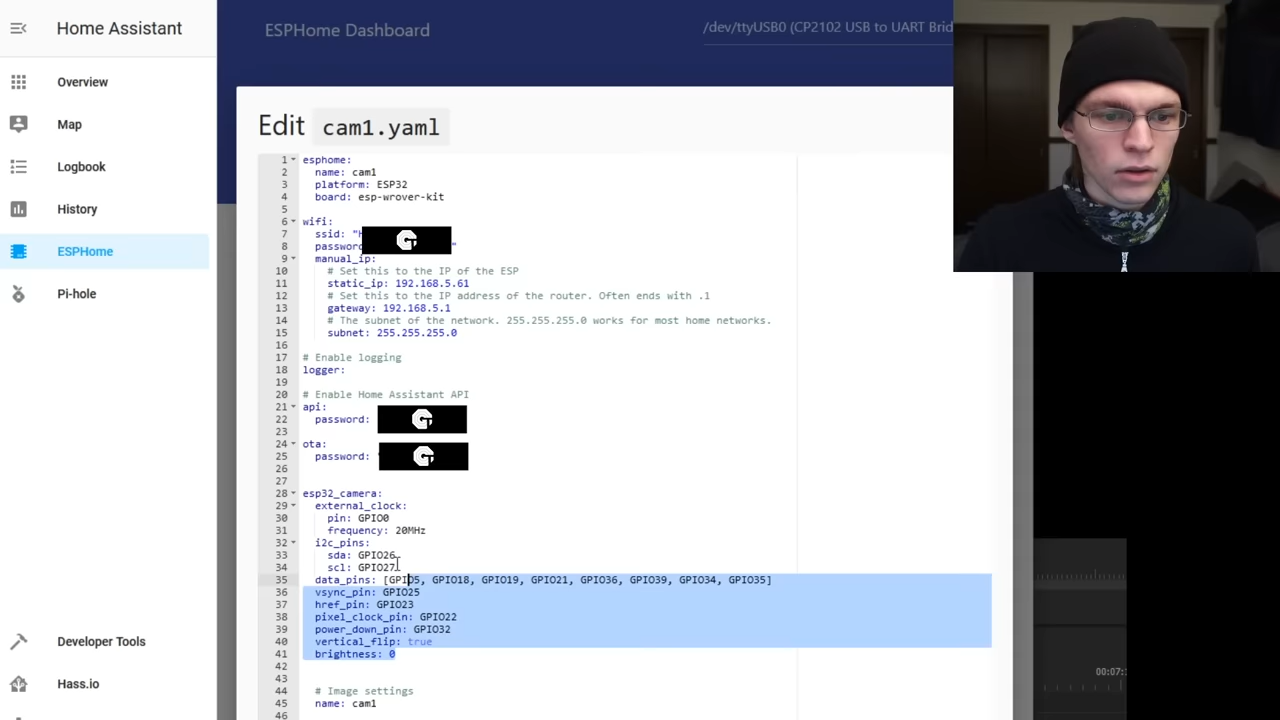 Home Assistant
Overview
Map
Logbook
History
ESPHome
Pi-hole
Developer Tools
Hass.io
ESPHome Dashboard
/dev/ttyUSB0 (CP2102 USB to UART Brid
Edit cam1.yaml
1 esphome:
2 name: cam1
3 platform: ESP32
4 board: esp-wrover-kit
5
6 wifi:
7 ssid: "
8 password "
9 manual_ip:
10 # Set this to the IP of the ESP
11 static_ip: 192.168.5.61
12 # Set this to the IP address of the router. Often ends with .1
13 gateway: 192.168.5.1
14 # The subnet of the network. 255.255.255.0 works for most home networks.
15 subnet: 255.255.255.0
16
17 # Enable logging
18 logger:
19
20 # Enable Home Assistant API
21 api:
22 password:
23
24 ota:
25 password:
26
27
28 esp32_camera:
29 external_clock:
30 pin: GPIO0
31 frequency: 20MHz
32 i2c_pins:
33 sda: GPIO26
34 scl: GPIO27
35 data_pins: [GPIO5, GPIO18, GPIO19, GPIO21, GPIO36, GPIO39, GPIO34, GPIO35]
36 vsync_pin: GPIO25
37 href_pin: GPIO23
38 pixel_clock_pin: GPIO22
39 power_down_pin: GPIO32
40 vertical_flip: true
41 brightness: 0
42
43
44 # Image settings
45 name: cam1
46
00:07: